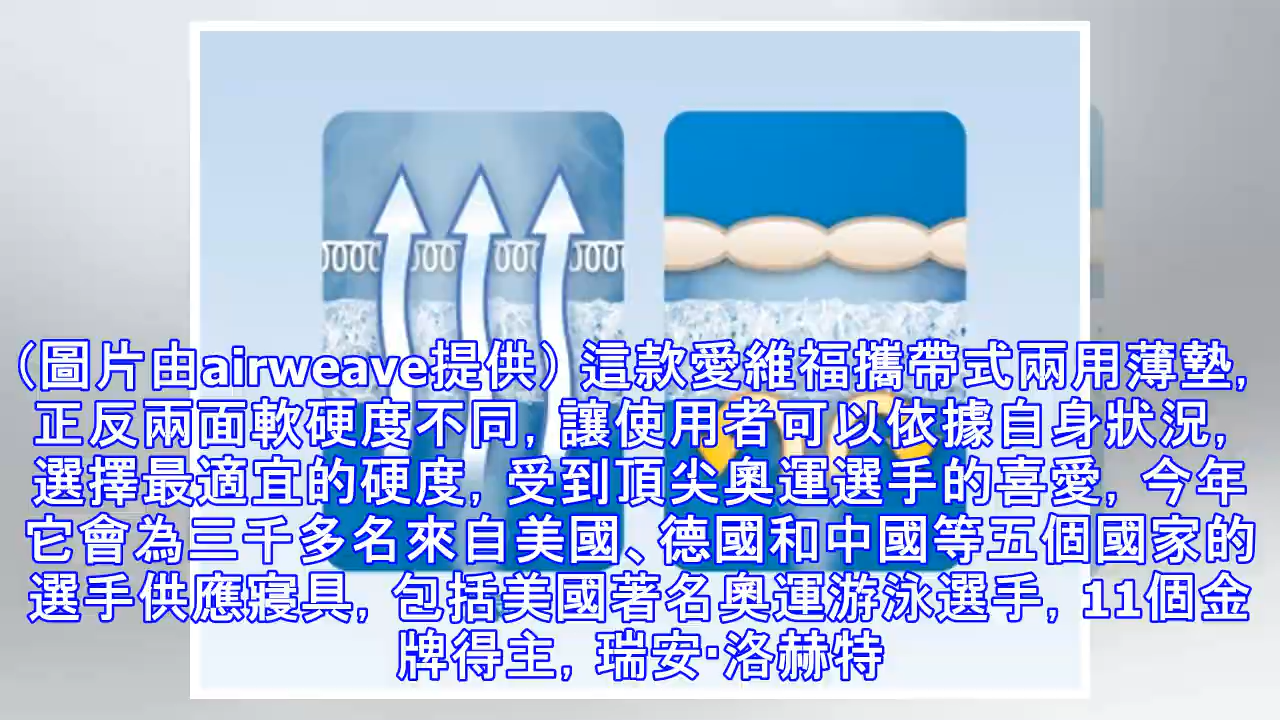 (圖片由airweave提供) 這款愛維福攜帶式兩用薄墊,
正反兩面軟硬度不同, 讓使用者可以依據自身狀況,
選擇最適宜的硬度, 受到頂尖奧運選手的喜愛, 今年
它會為三千多名來自美國、德國和中國等五個國家的
選手供應寢具, 包括美國著名奧運游泳選手, 11個金
牌得主, 瑞安·洛赫特